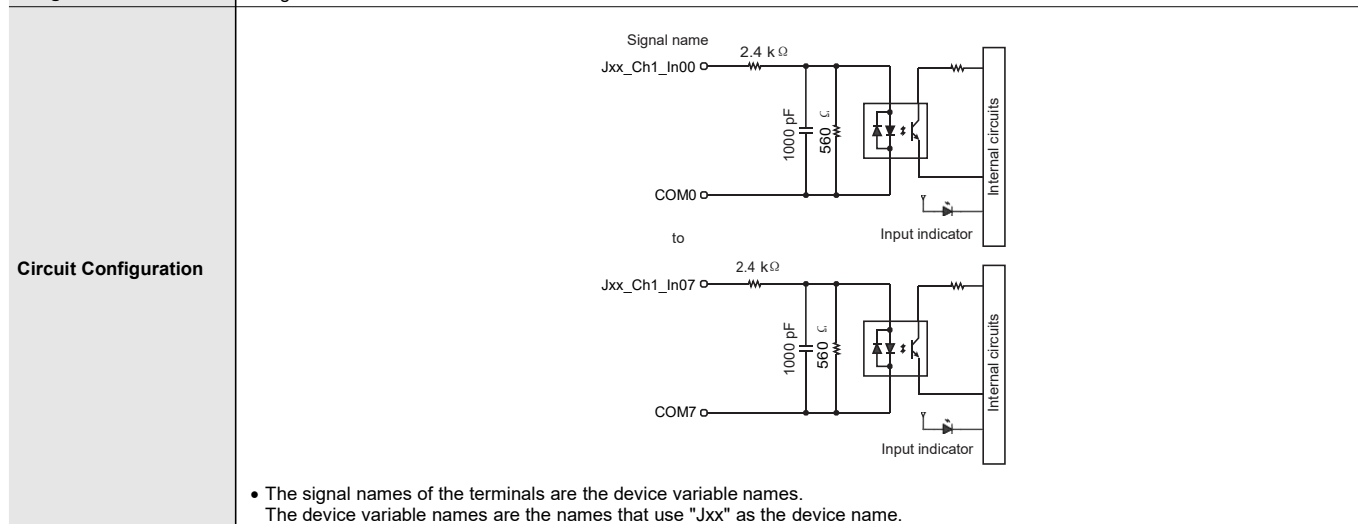 Signal name
2.4 k Ω
Jxx_Ch1_In00
1000 pF
560
Internal circuits
COM0
Input indicator
to
Circuit Configuration
2.4 kΩ
Jxx_Ch1_In07
1000 pF
560
Internal circuits
COM7
Input indicator
• The signal names of the terminals are the device variable names.
The device variable names are the names that use "Jxx" as the device name.